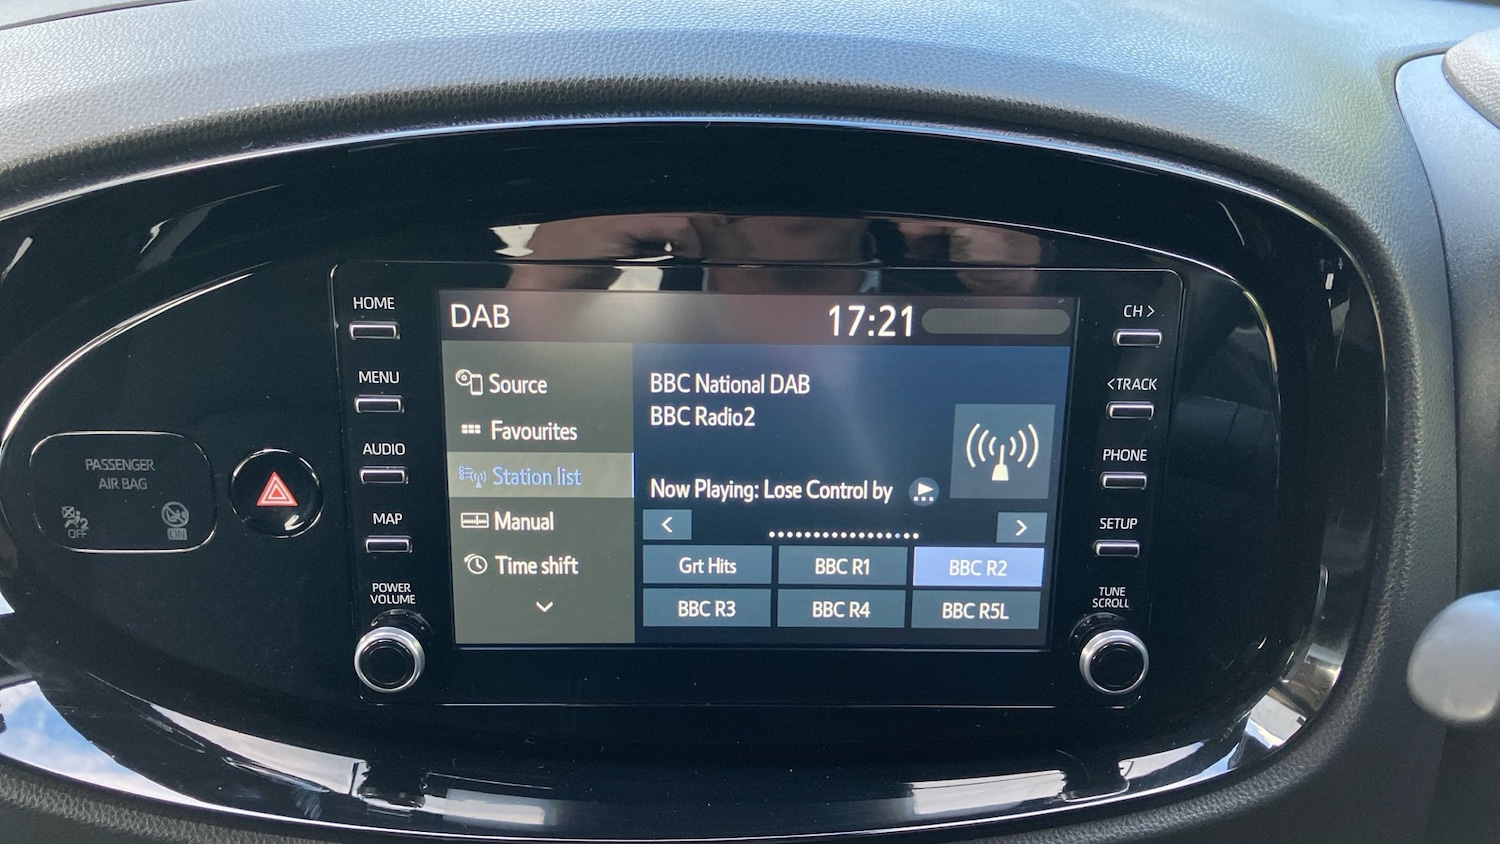 HOME
MENU
AUDIO
MAP
POWER
VOLUME
PASSENGER
AIR BAG
OFF
ON
DAB
17:21
Source
Favourites
Station list
Manual
Time shift
BBC National DAB
BBC Radio2
Now Playing: Lose Control by
<
>
Grt Hits
BBC R1
BBC R2
BBC R3
BBC R4
BBC R5L
CH >
<TRACK
PHONE
SETUP
TUNE
SCROLL